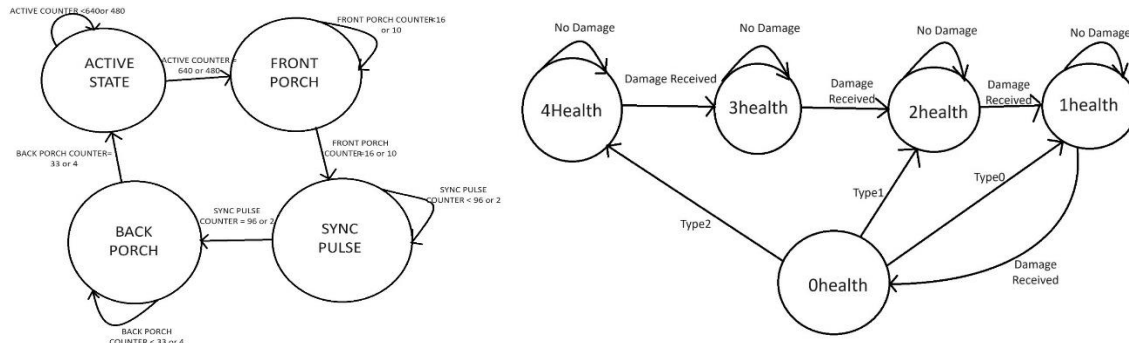 ACTIVE COUNTER <640or 480
ACTIVE
STATE
ACTIVE COUNTER =
640 or 480
FRONT PORCH COUNTER<16
or 10
FRONT
PORCH
FRONT PORCH
COUNTER=16 or 10
SYNC PULSE
COUNTER < 96 or 2
SYNC
PULSE
SYNC PULSE
COUNTER = 96 or 2
BACK
PORCH
BACK PORCH COUNTER=
33 or 4
BACK PORCH
COUNTER < 33 or 4
No Damage
4Health
Damage Received
No Damage
3health
Damage
Received
No Damage
2health
Damage
Received
No Damage
1health
Type2
Type1
Type0
0health
Damage
Received